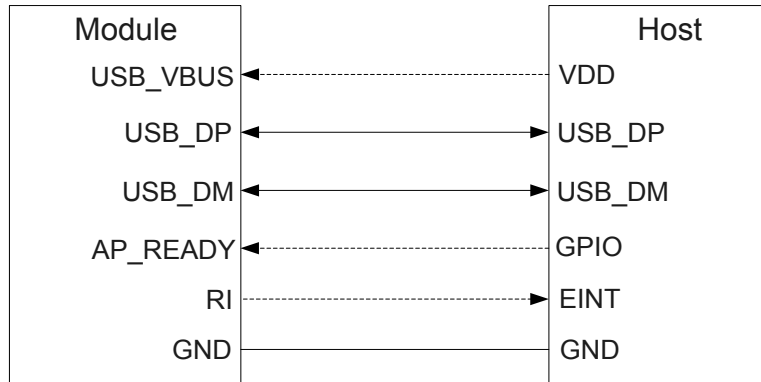 Module Host
USB_VBUS VDD
USB_DP USB_DP
USB_DM USB_DM
AP_READY GPIO
RI EINT
GND GND